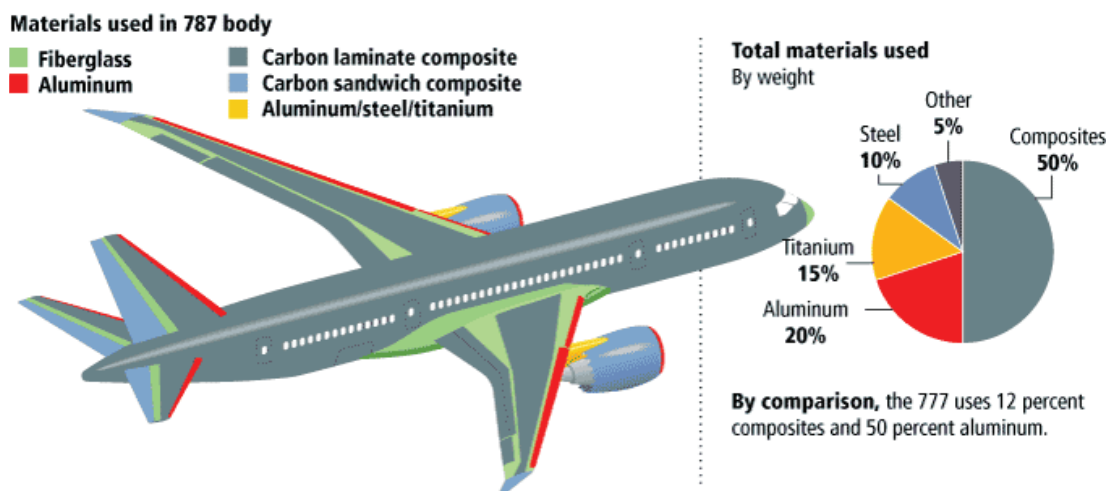 Materials used in 787 body
Fiberglass
Aluminum
Carbon laminate composite
Carbon sandwich composite
Aluminum/steel/titanium
Total materials used
By weight
Other
5%
Steel
10%
Composites
50%
Titanium
15%
Aluminum
20%
By comparison, the 777 uses 12 percent
composites and 50 percent aluminum.